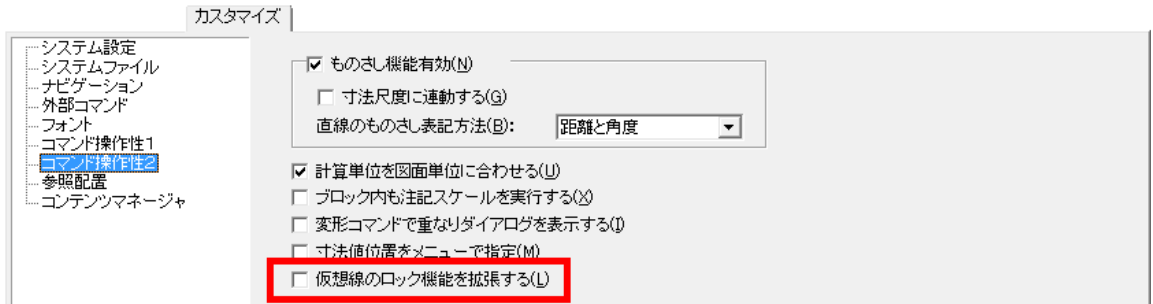 カスタマイズ
システム設定
システムファイル
ナビゲーション
外部コマンド
フォント
コマンド操作性1
コマンド操作性2
参照配置
コンテンツマネージャ
ものさし機能有効(N)
寸法尺度に連動する(G)
直線のものさし表記方法(B): 距離と角度
計算単位を図面単位に合わせる(U)
ブロック内も注記スケールを実行する(X)
変形コマンドで重なりダイアログを表示する(I)
寸法値位置をメニューで指定(M)
仮想線のロック機能を拡張する(L)